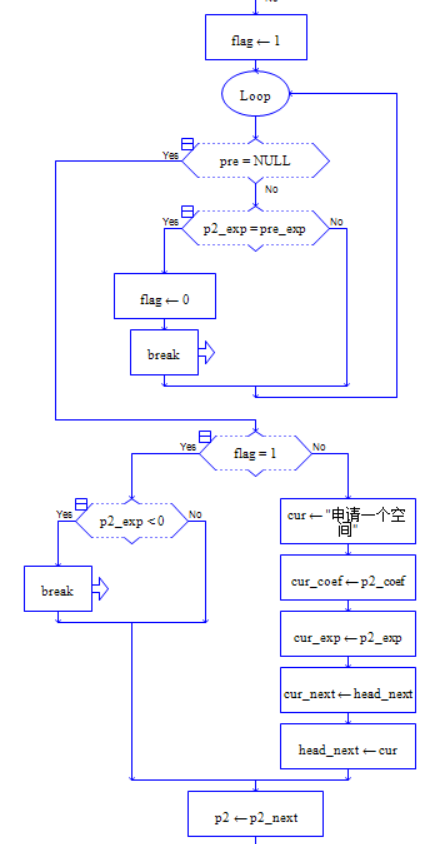 flag ← 1
Loop
Yes
pre = NULL
No
Yes
p2_exp = pre_exp
No
flag ← 0
break
Yes
flag = 1
No
Yes
p2_exp < 0
No
cur ← "申请一个空
间"
break
cur_coef ← p2_coef
cur_exp ← p2_exp
cur_next ← head_next
head_next ← cur
p2 ← p2_next